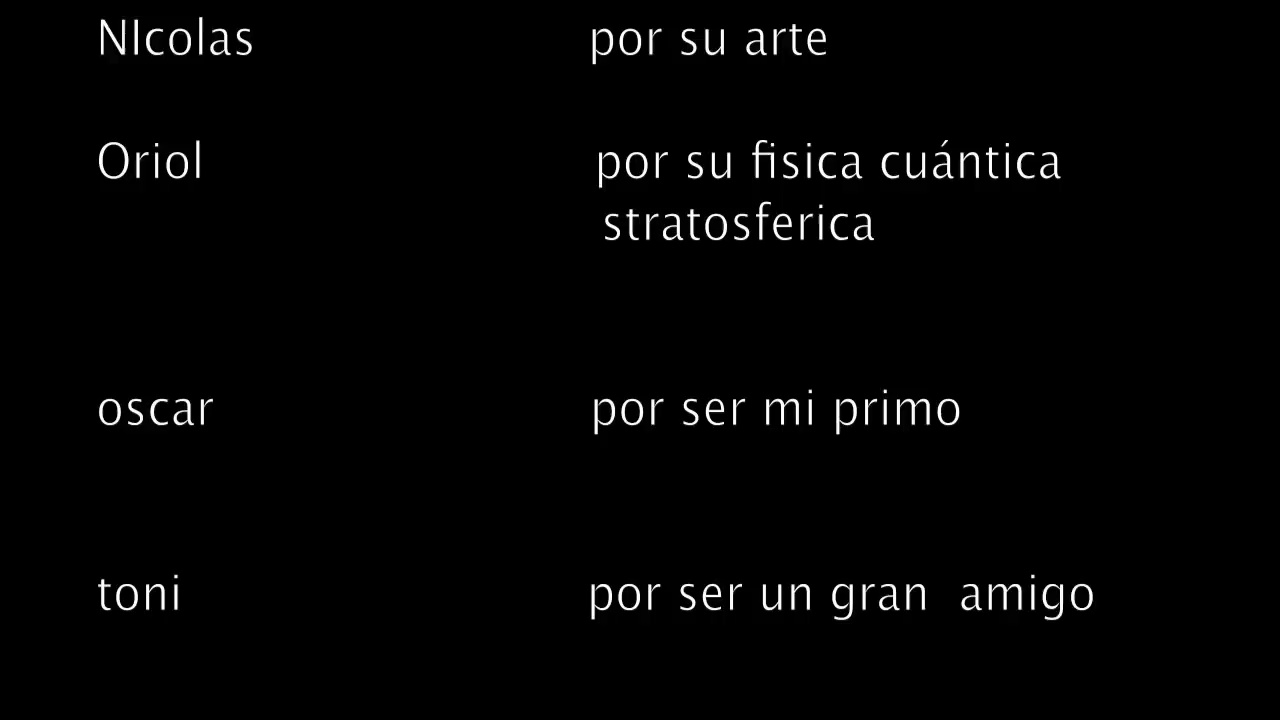 NIcolas por su arte
Oriol por su fisica cuántica
stratosferica
oscar por ser mi primo
toni por ser un gran amigo